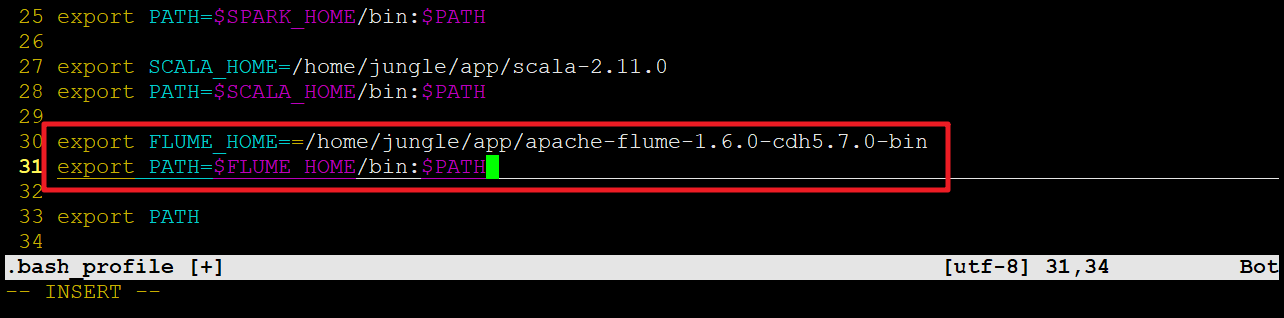 25 export PATH=$SPARK_HOME/bin:$PATH
26
27 export SCALA_HOME=/home/jungle/app/scala-2.11.0
28 export PATH=$SCALA_HOME/bin:$PATH
29
30 export FLUME_HOME==/home/jungle/app/apache-flume-1.6.0-cdh5.7.0-bin
31 export PATH=$FLUME_HOME/bin:$PATH
32
33 export PATH
34
.bash_profile [+] [utf-8] 31,34 Bot
-- INSERT --